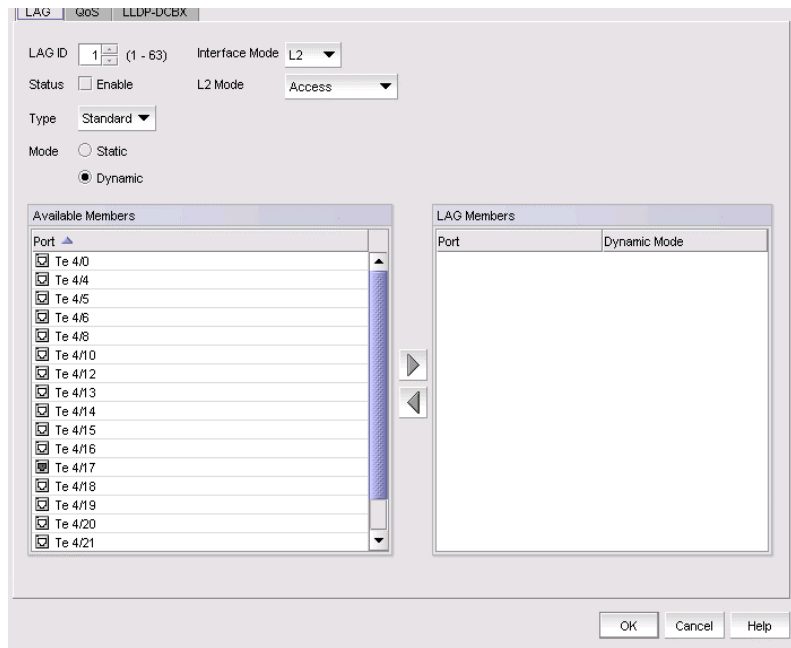 LAG QoS LLDP-DCBX
LAG ID 1 (1 - 63) Interface Mode L2
Status Enable L2 Mode Access
Type Standard
Mode Static
Dynamic
Available Members
Port
Te 4/0
Te 4/4
Te 4/5
Te 4/6
Te 4/8
Te 4/10
Te 4/12
Te 4/13
Te 4/14
Te 4/15
Te 4/16
Te 4/17
Te 4/18
Te 4/19
Te 4/20
Te 4/21
LAG Members
Port Dynamic Mode
OK Cancel Help